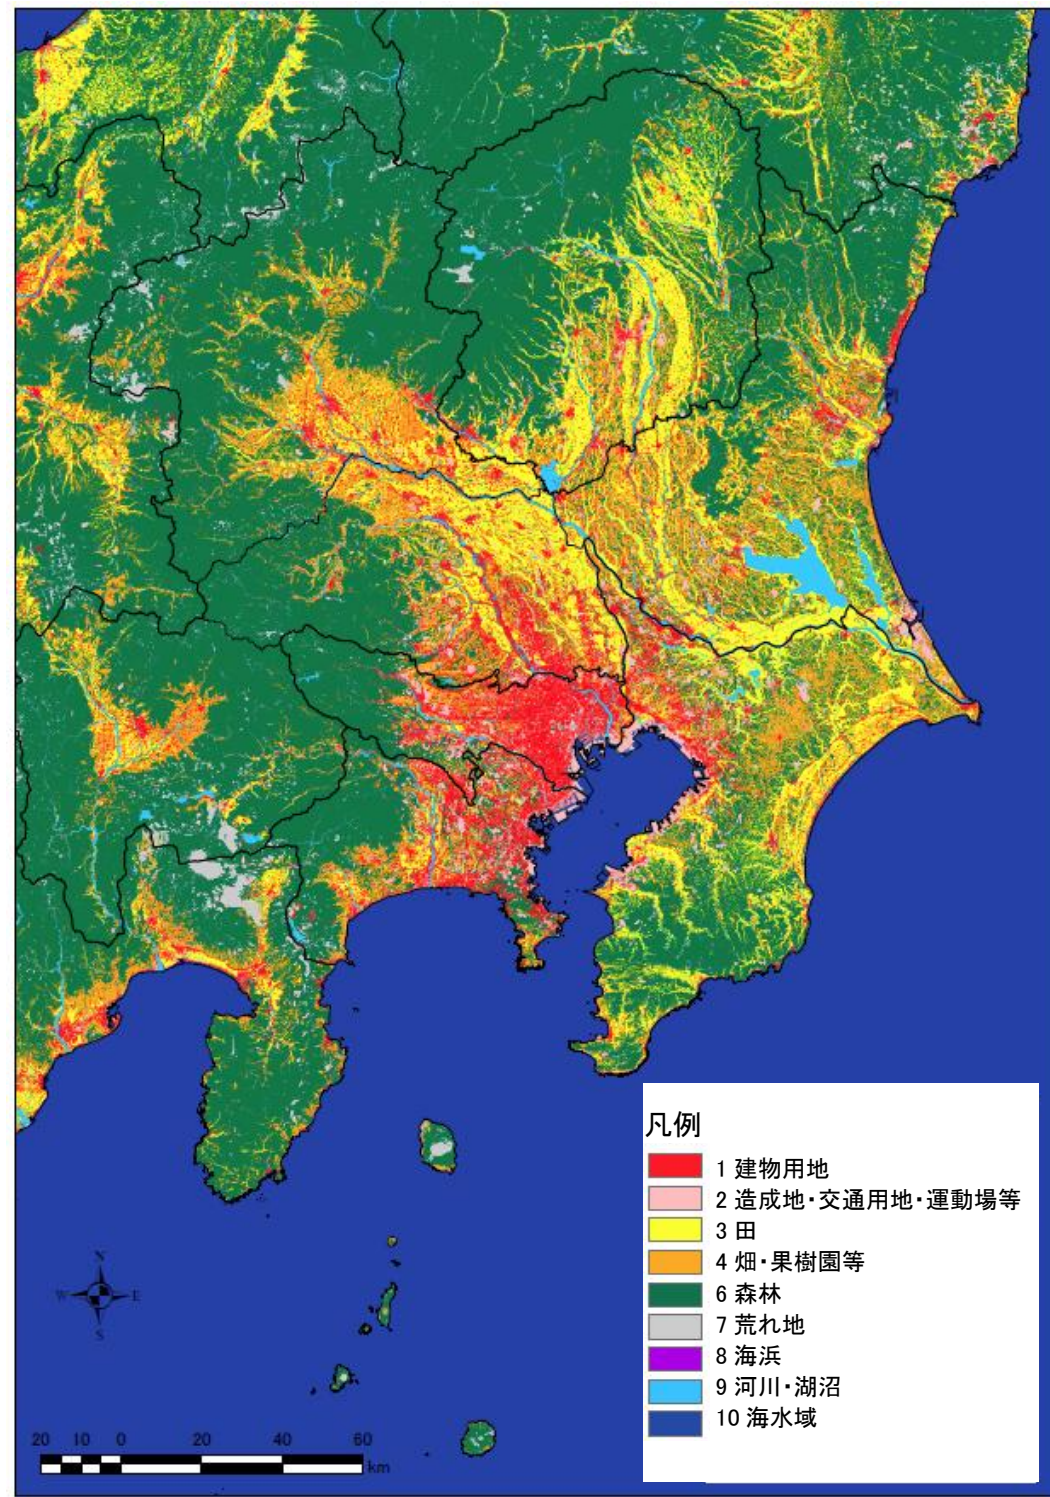 凡例
1 建物用地
2 造成地・交通用地・運動場等
3 田
4 畑・果樹園等
6 森林
7 荒れ地
8 海浜
9 河川・湖沼
10 海水域
N
W E
S
20 10 0 20 40 60
km